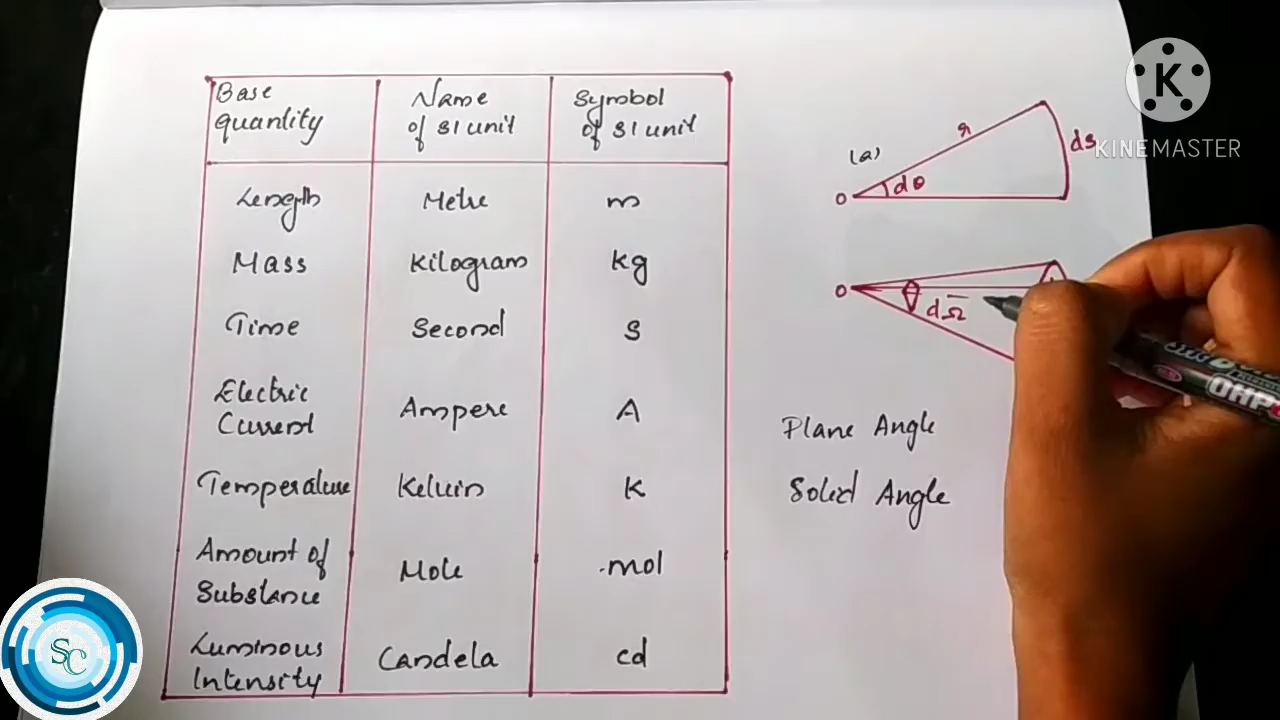 Base quantity
Name of SI unit
Symbol of SI unit
Length Metre m
Mass Kilogram kg
Time Second S
Electric Current Ampere A
Temperature Kelvin K
Amount of Substance Mole mol
Luminous Intensity Candela cd
(a)
r
ds
dθ
O
O
dΩ
Plane Angle
Solid Angle
K
KINEMASTER
OHP
SC